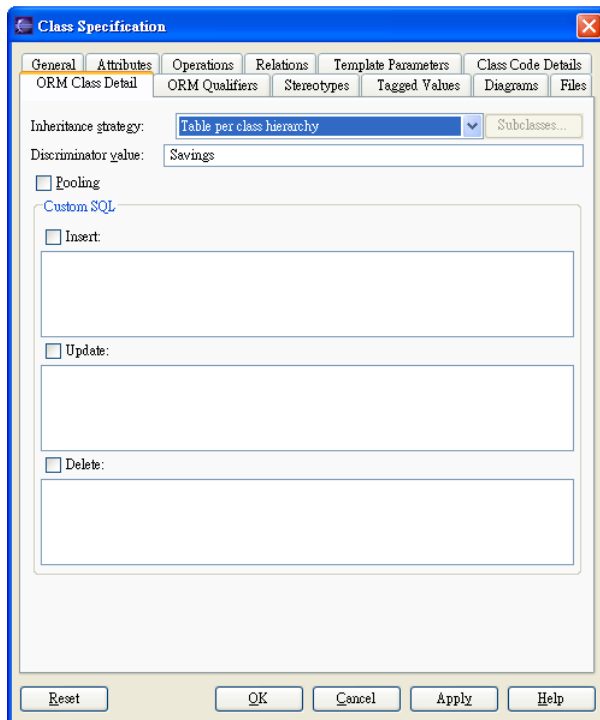 Class Specification
General Attributes Operations Relations Template Parameters Class Code Details
ORM Class Detail ORM Qualifiers Stereotypes Tagged Values Diagrams Files
Inheritance strategy: Table per class hierarchy Subclasses...
Discriminator value: Savings
Pooling
Custom SQL
Insert:
Update:
Delete:
Reset OK Cancel Apply Help